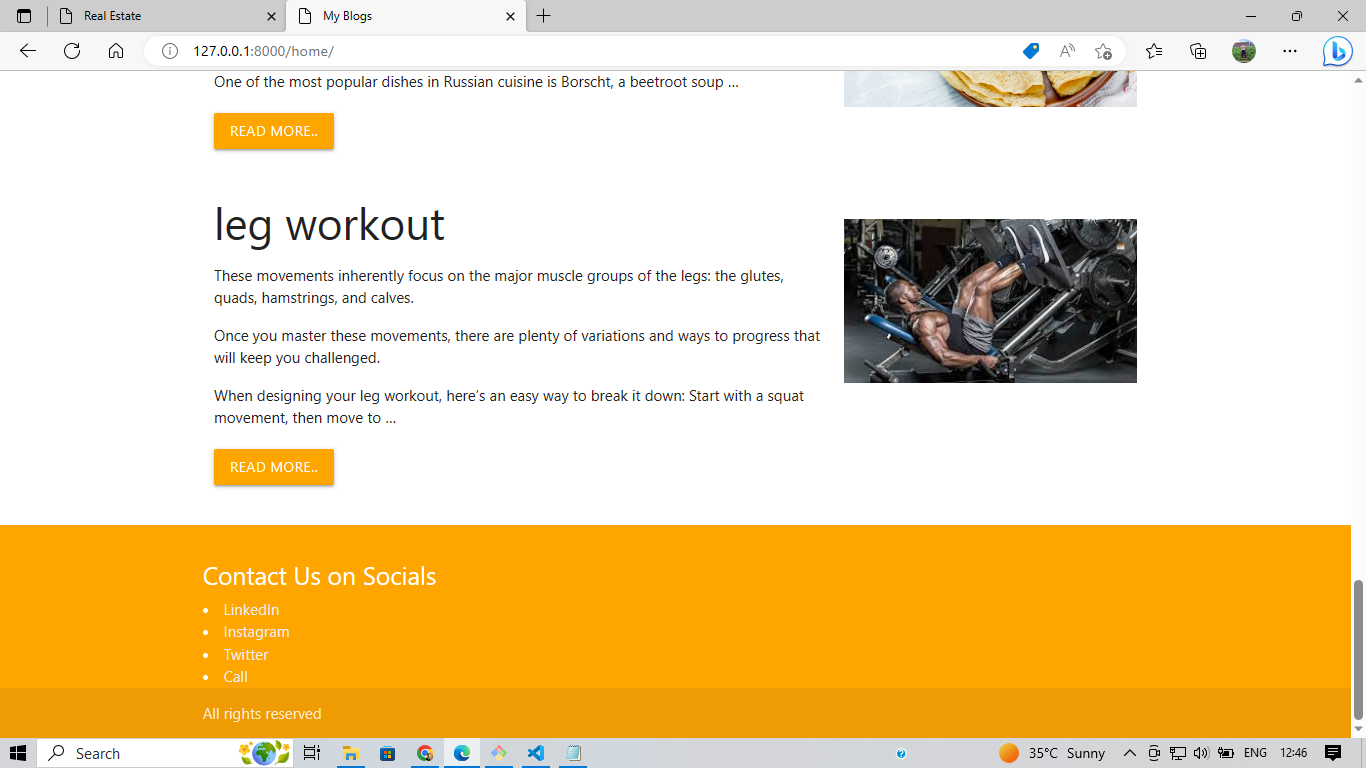 Real Estate
My Blogs
127.0.0.1:8000/home/
One of the most popular dishes in Russian cuisine is Borscht, a beetroot soup …
READ MORE..
leg workout
These movements inherently focus on the major muscle groups of the legs: the glutes,
quads, hamstrings, and calves.
Once you master these movements, there are plenty of variations and ways to progress that
will keep you challenged.
When designing your leg workout, here’s an easy way to break it down: Start with a squat
movement, then move to …
READ MORE..
Contact Us on Socials
LinkedIn
Instagram
Twitter
Call
All rights reserved
Search
35°C Sunny
ENG
12:46